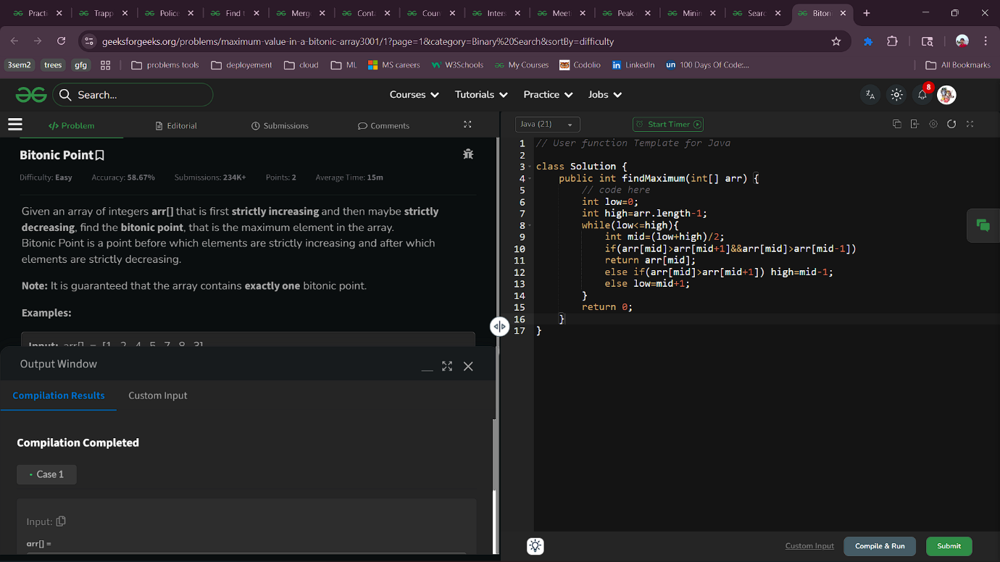 Practi
Trapp
Police
Find t
Merg
Conta
Coun
Inters
Meeti
Peak
Minin
Searc
Biton
geeksforgeeks.org/problems/maximum-value-in-a-bitonic-array3001/1?page=1&category=Binary%20Search&sortBy=difficulty
3sem2 trees gfg problems tools deployement cloud ML MS careers W3Schools My Courses Codolio LinkedIn 100 Days Of Code:... All Bookmarks
Search... Courses Tutorials Practice Jobs 8
Problem Editorial Submissions Comments
Java (21) Start Timer
Bitonic Point
Difficulty: Easy Accuracy: 58.67% Submissions: 234K+ Points: 2 Average Time: 15m
Given an array of integers arr[] that is first strictly increasing and then maybe strictly
decreasing, find the bitonic point, that is the maximum element in the array.
Bitonic Point is a point before which elements are strictly increasing and after which
elements are strictly decreasing.
Note: It is guaranteed that the array contains exactly one bitonic point.
Examples:
Input: arr[] = [1, 2, 4, 5, 7, 8, 3]
Output Window
Compilation Results Custom Input
Compilation Completed
Case 1
Input:
arr[] =
1 // User function Template for Java
2
3 class Solution {
4 public int findMaximum(int[] arr) {
5 // code here
6 int low=0;
7 int high=arr.length-1;
8 while(low<=high){
9 int mid=(low+high)/2;
10 if(arr[mid]>arr[mid+1]&&arr[mid]>arr[mid-1])
11 return arr[mid];
12 else if(arr[mid]>arr[mid+1]) high=mid-1;
13 else low=mid+1;
14 }
15 return 0;
16 }
17 }
Custom Input Compile & Run Submit